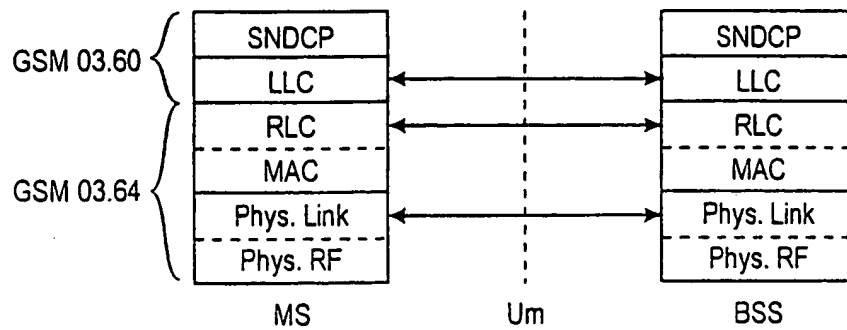 GSM 03.60
GSM 03.64
SNDCP
LLC
RLC
MAC
Phys. Link
Phys. RF
MS
Um
SNDCP
LLC
RLC
MAC
Phys. Link
Phys. RF
BSS